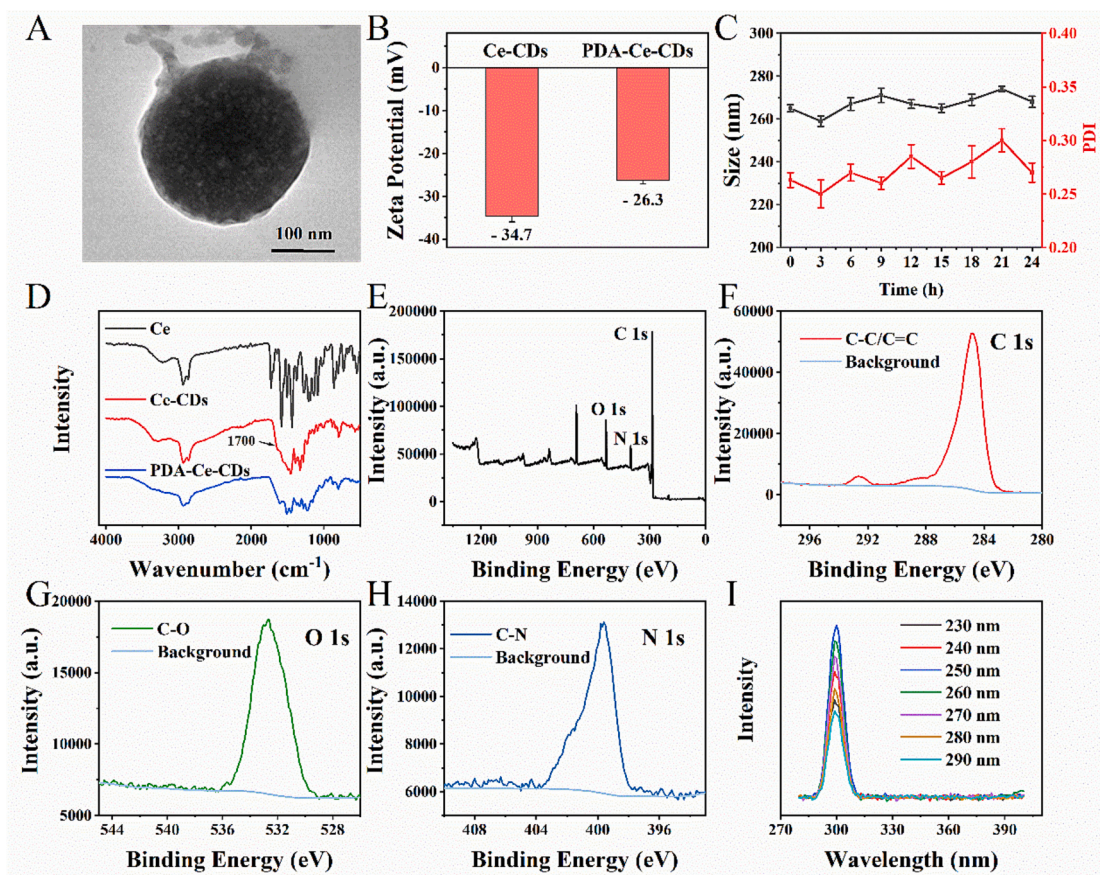 A
100 nm
B
Ce-CDs
PDA-Ce-CDs
0
-10
-20
-30
-40
Zeta Potential (mV)
- 34.7
- 26.3
C
300
280
260
240
220
200
Size (nm)
0.40
0.35
0.30
0.25
0.20
PDI
0 3 6 9 12 15 18 21 24
Time (h)
D
Ce
Ce-CDs
1700
PDA-Ce-CDs
Intensity
4000 3000 2000 1000
Wavenumber (cm-1)
E
200000
150000
100000
50000
0
Intensity (a.u.)
C 1s
O 1s
N 1s
1200 900 600 300 0
Binding Energy (eV)
F
60000
40000
20000
0
Intensity (a.u.)
C-C/C=C
Background
C 1s
296 292 288 284 280
Binding Energy (eV)
G
20000
17500
15000
12500
10000
7500
5000
Intensity (a.u.)
C-O
Background
O 1s
544 540 536 532 528
Binding Energy (eV)
H
14000
12000
10000
8000
6000
Intensity (a.u.)
C-N
Background
N 1s
408 404 400 396
Binding Energy (eV)
I
Intensity
230 nm
240 nm
250 nm
260 nm
270 nm
280 nm
290 nm
270 300 330 360 390
Wavelength (nm)